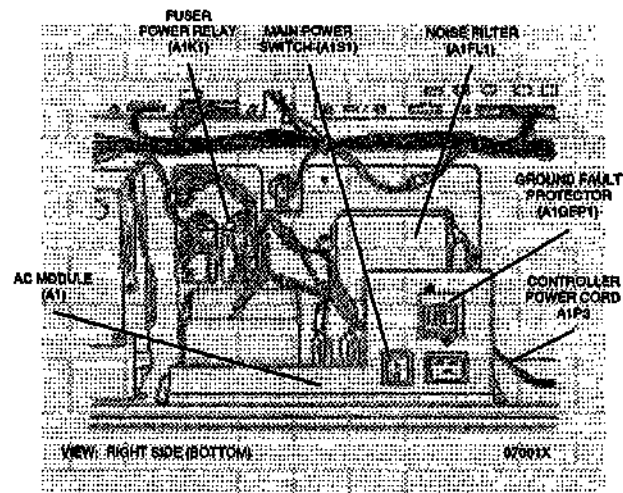 FUSER
POWER RELAY
(A1K1)
MAIN POWER
SWITCH (A1S1)
NOISE FILTER
(A1FL1)
GROUND FAULT
PROTECTOR
(A1GFP1)
AC MODULE
(A1)
CONTROLLER
POWER CORD
A1P3
VIEW: RIGHT SIDE (BOTTOM)
07001X